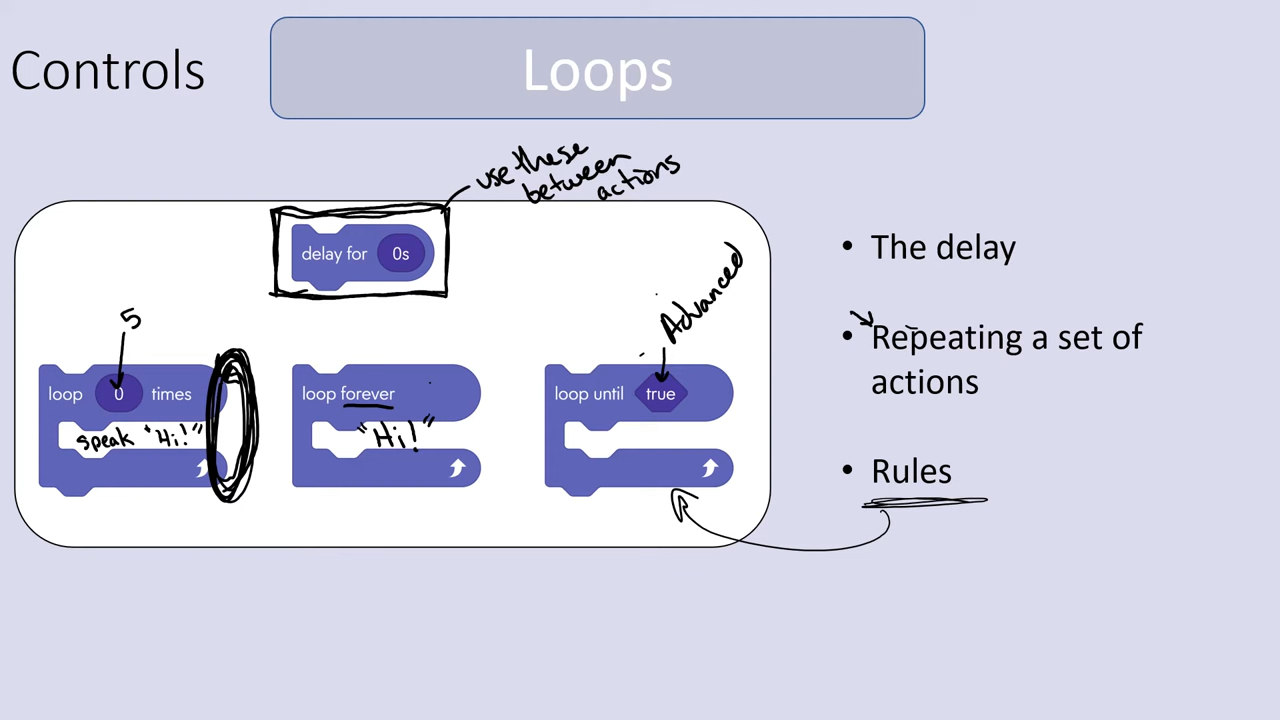 Controls
Loops
use these
between
actions
delay for 0s
Advanced
5
loop 0 times
speak "Hi!"
loop forever
"Hi!"
loop until true
• The delay
• Repeating a set of
actions
• Rules